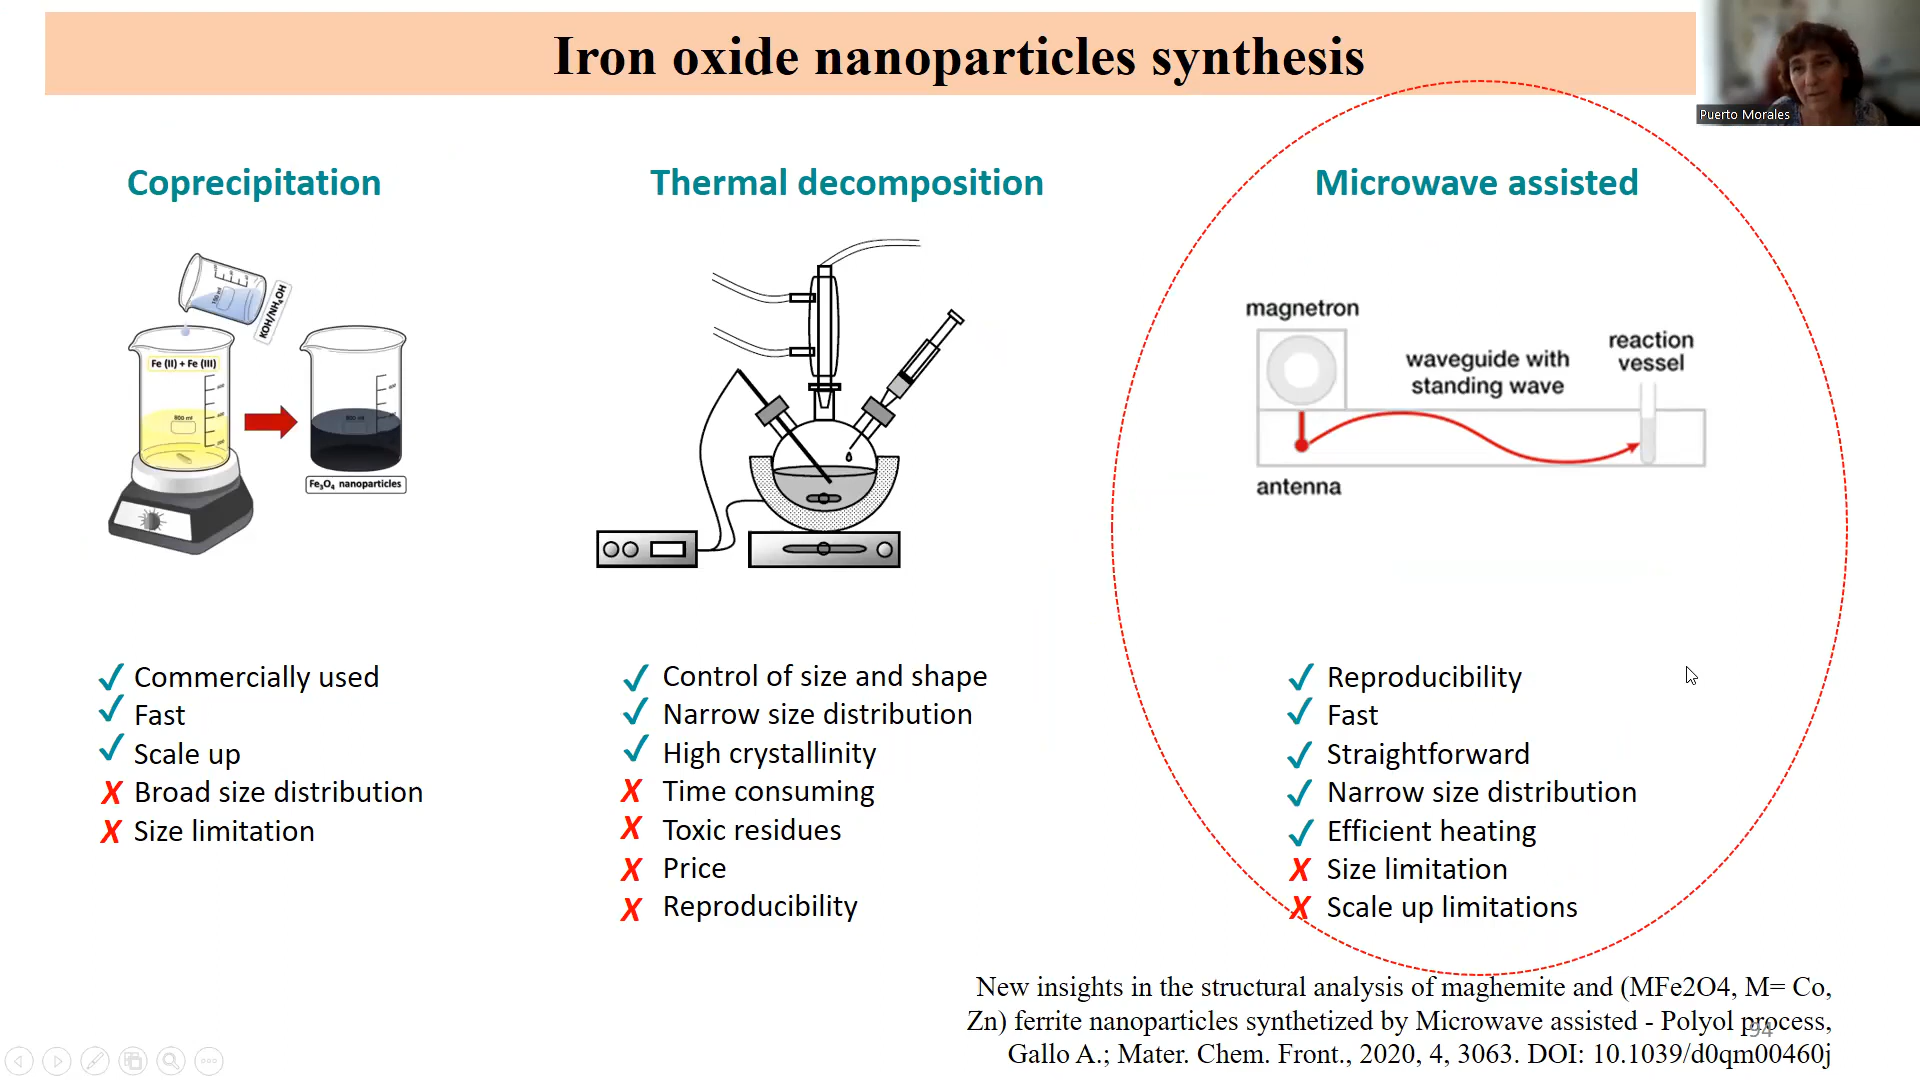 Iron oxide nanoparticles synthesis
Puerto Morales
Coprecipitation
KOH/NH4OH
Fe (II) + Fe (III)
800 ml
Fe3O4 nanoparticles
Commercially used
Fast
Scale up
X Broad size distribution
X Size limitation
Thermal decomposition
Control of size and shape
Narrow size distribution
High crystallinity
X Time consuming
X Toxic residues
X Price
X Reproducibility
Microwave assisted
magnetron
waveguide with
standing wave
reaction
vessel
antenna
Reproducibility
Fast
Straightforward
Narrow size distribution
Efficient heating
X Size limitation
X Scale up limitations
New insights in the structural analysis of maghemite and (MFe2O4, M= Co,
Zn) ferrite nanoparticles synthetized by Microwave assisted - Polyol process,
Gallo A.; Mater. Chem. Front., 2020, 4, 3063. DOI: 10.1039/d0qm00460j
94